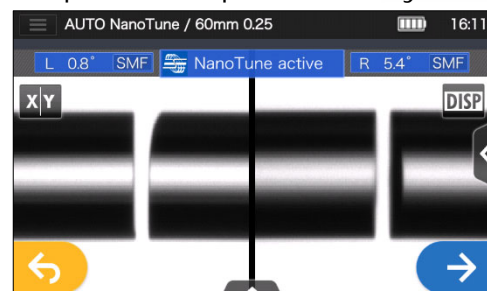 AUTO NanoTune / 60mm 0.25
16:11
L 0.8° SMF
NanoTune active
R 5.4° SMF
X Y
DISP